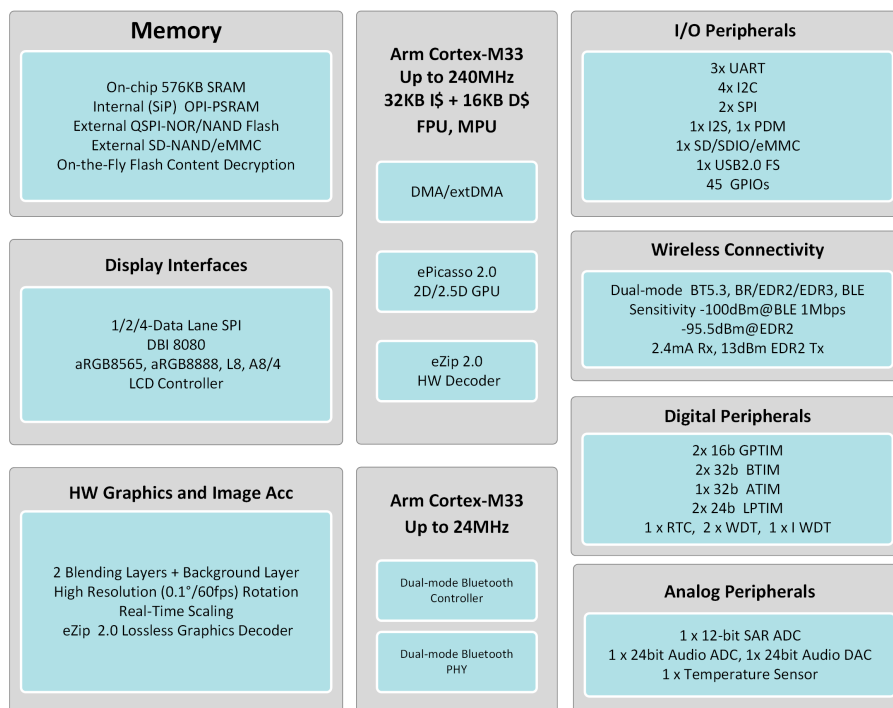 Memory
On-chip 576KB SRAM
Internal (SiP) OPI-PSRAM
External QSPI-NOR/NAND Flash
External SD-NAND/eMMC
On-the-Fly Flash Content Decryption
Display Interfaces
1/2/4-Data Lane SPI
DBI 8080
aRGB8565, aRGB8888, L8, A8/4
LCD Controller
HW Graphics and Image Acc
2 Blending Layers + Background Layer
High Resolution (0.1°/60fps) Rotation
Real-Time Scaling
eZip 2.0 Lossless Graphics Decoder
Arm Cortex-M33
Up to 240MHz
32KB I$ + 16KB D$
FPU, MPU
DMA/extDMA
ePicasso 2.0
2D/2.5D GPU
eZip 2.0
HW Decoder
Arm Cortex-M33
Up to 24MHz
Dual-mode Bluetooth
Controller
Dual-mode Bluetooth
PHY
I/O Peripherals
3x UART
4x I2C
2x SPI
1x I2S, 1x PDM
1x SD/SDIO/eMMC
1x USB2.0 FS
45 GPIOs
Wireless Connectivity
Dual-mode BT5.3, BR/EDR2/EDR3, BLE
Sensitivity -100dBm@BLE 1Mbps
-95.5dBm@EDR2
2.4mA Rx, 13dBm EDR2 Tx
Digital Peripherals
2x 16b GPTIM
2x 32b BTIM
1x 32b ATIM
2x 24b LPTIM
1 x RTC, 2 x WDT, 1 x I WDT
Analog Peripherals
1 x 12-bit SAR ADC
1 x 24bit Audio ADC, 1x 24bit Audio DAC
1 x Temperature Sensor